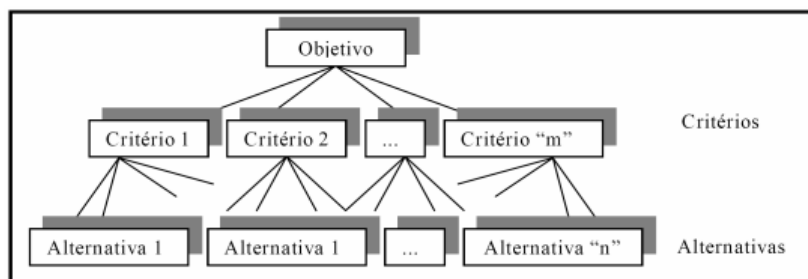 Objetivo
Critério 1 Critério 2 ... Critério “m” Critérios
Alternativa 1 Alternativa 1 ... Alternativa “n” Alternativas